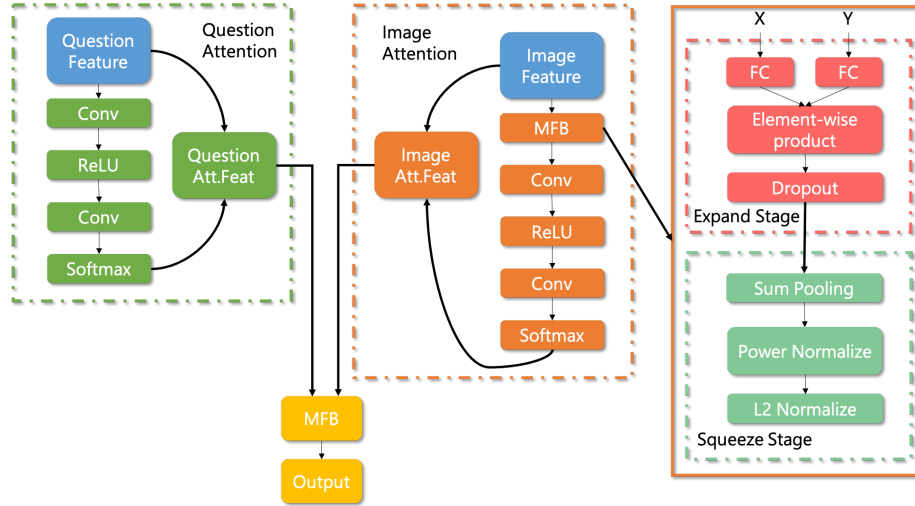 Question
Feature
Question
Attention
Conv
ReLU
Conv
Softmax
Question
Att.Feat
Image
Attention
Image
Feature
MFB
Conv
ReLU
Conv
Softmax
Image
Att.Feat
MFB
Output
X
Y
FC
FC
Element-wise
product
Dropout
Expand Stage
Sum Pooling
Power Normalize
L2 Normalize
Squeeze Stage